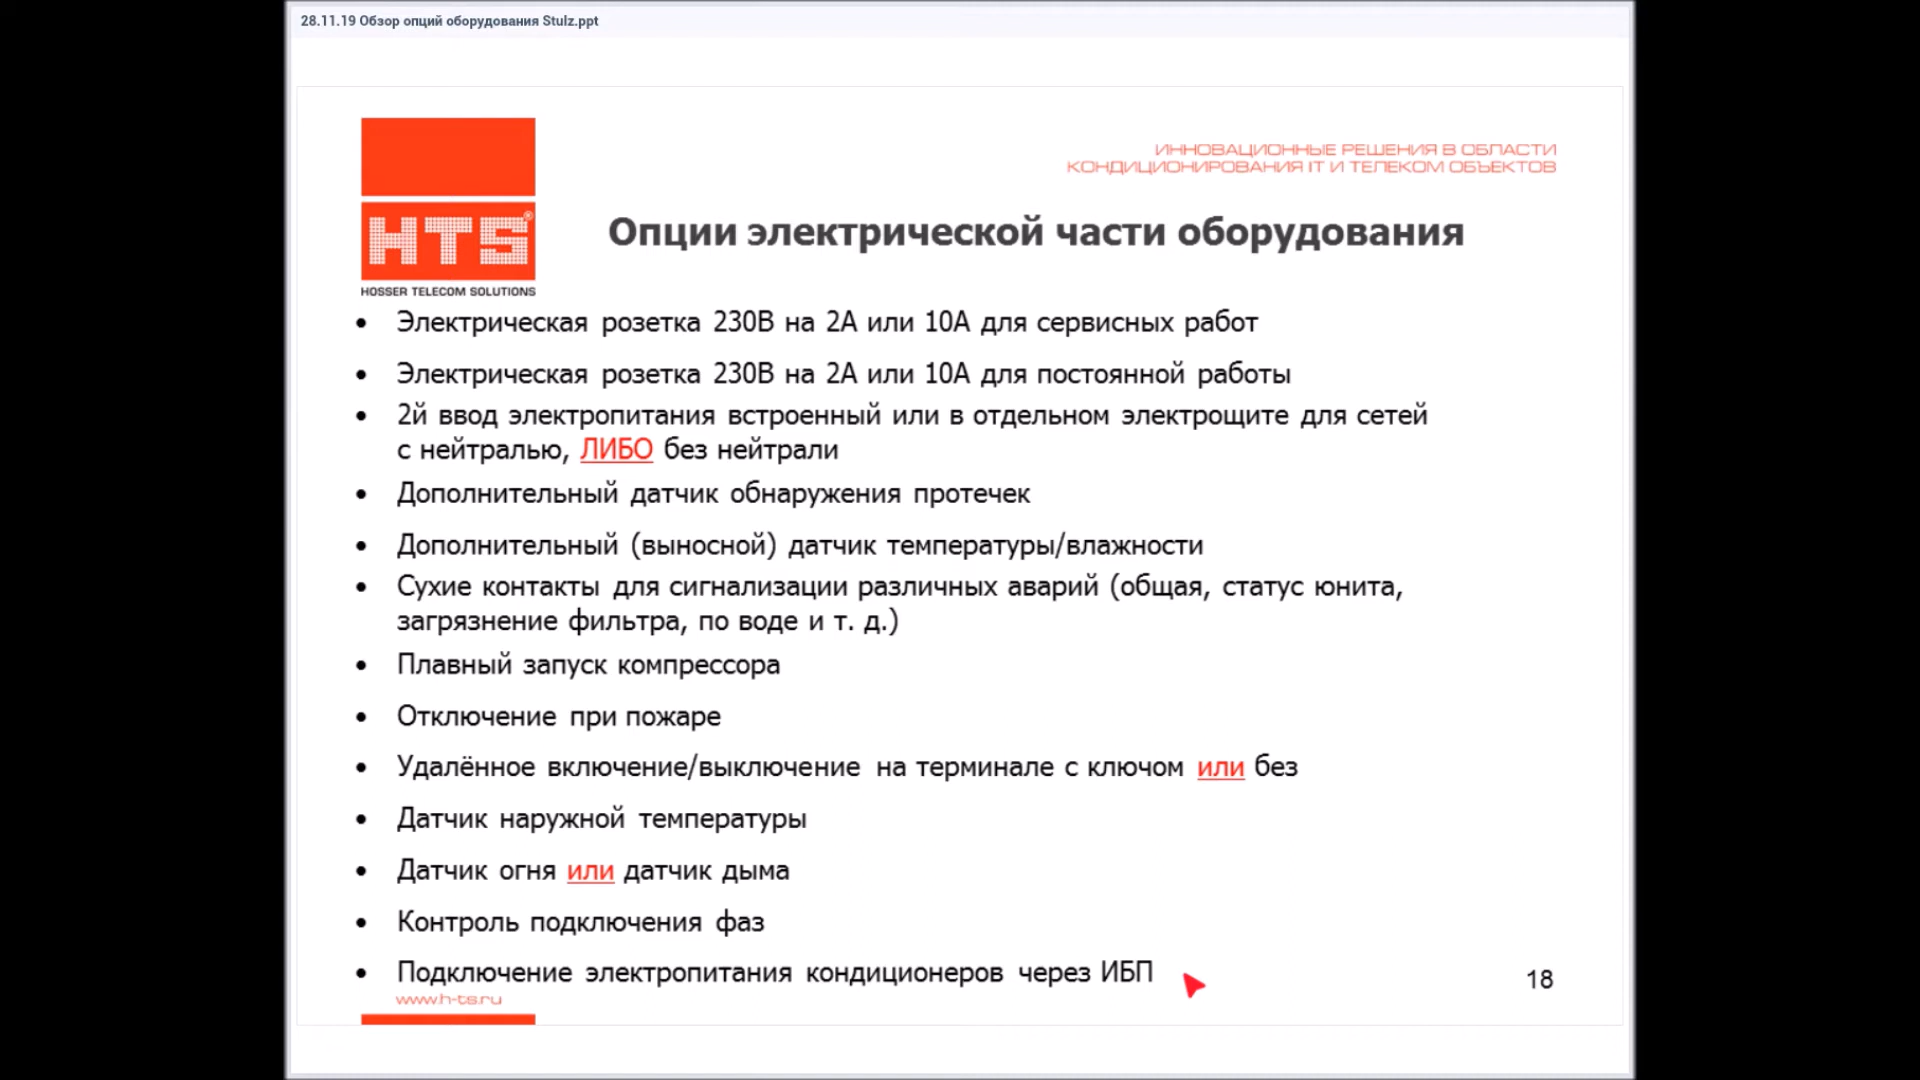 28.11.19 Обзор опций оборудования Stulz.ppt
ИННОВАЦИОННЫЕ РЕШЕНИЯ В ОБЛАСТИ
КОНДИЦИОНИРОВАНИЯ IT И ТЕЛЕКОМ ОБЪЕКТОВ
HTS®
HOSSER TELECOM SOLUTIONS
Опции электрической части оборудования
• Электрическая розетка 230В на 2А или 10А для сервисных работ
• Электрическая розетка 230В на 2А или 10А для постоянной работы
• 2й ввод электропитания встроенный или в отдельном электрощите для сетей
с нейтралью, ЛИБО без нейтрали
• Дополнительный датчик обнаружения протечек
• Дополнительный (выносной) датчик температуры/влажности
• Сухие контакты для сигнализации различных аварий (общая, статус юнита,
загрязнение фильтра, по воде и т. д.)
• Плавный запуск компрессора
• Отключение при пожаре
• Удалённое включение/выключение на терминале с ключом или без
• Датчик наружной температуры
• Датчик огня или датчик дыма
• Контроль подключения фаз
• Подключение электропитания кондиционеров через ИБП
www.h-ts.ru
18